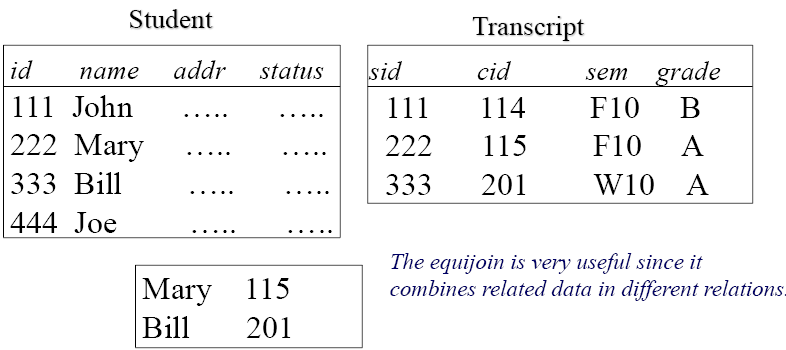 Student
id name addr status
111 John ..... .....
222 Mary ..... .....
333 Bill ..... .....
444 Joe ..... .....
Transcript
sid cid sem grade
111 114 F10 B
222 115 F10 A
333 201 W10 A
Mary 115
Bill 201
The equijoin is very useful since it
combines related data in different relations.